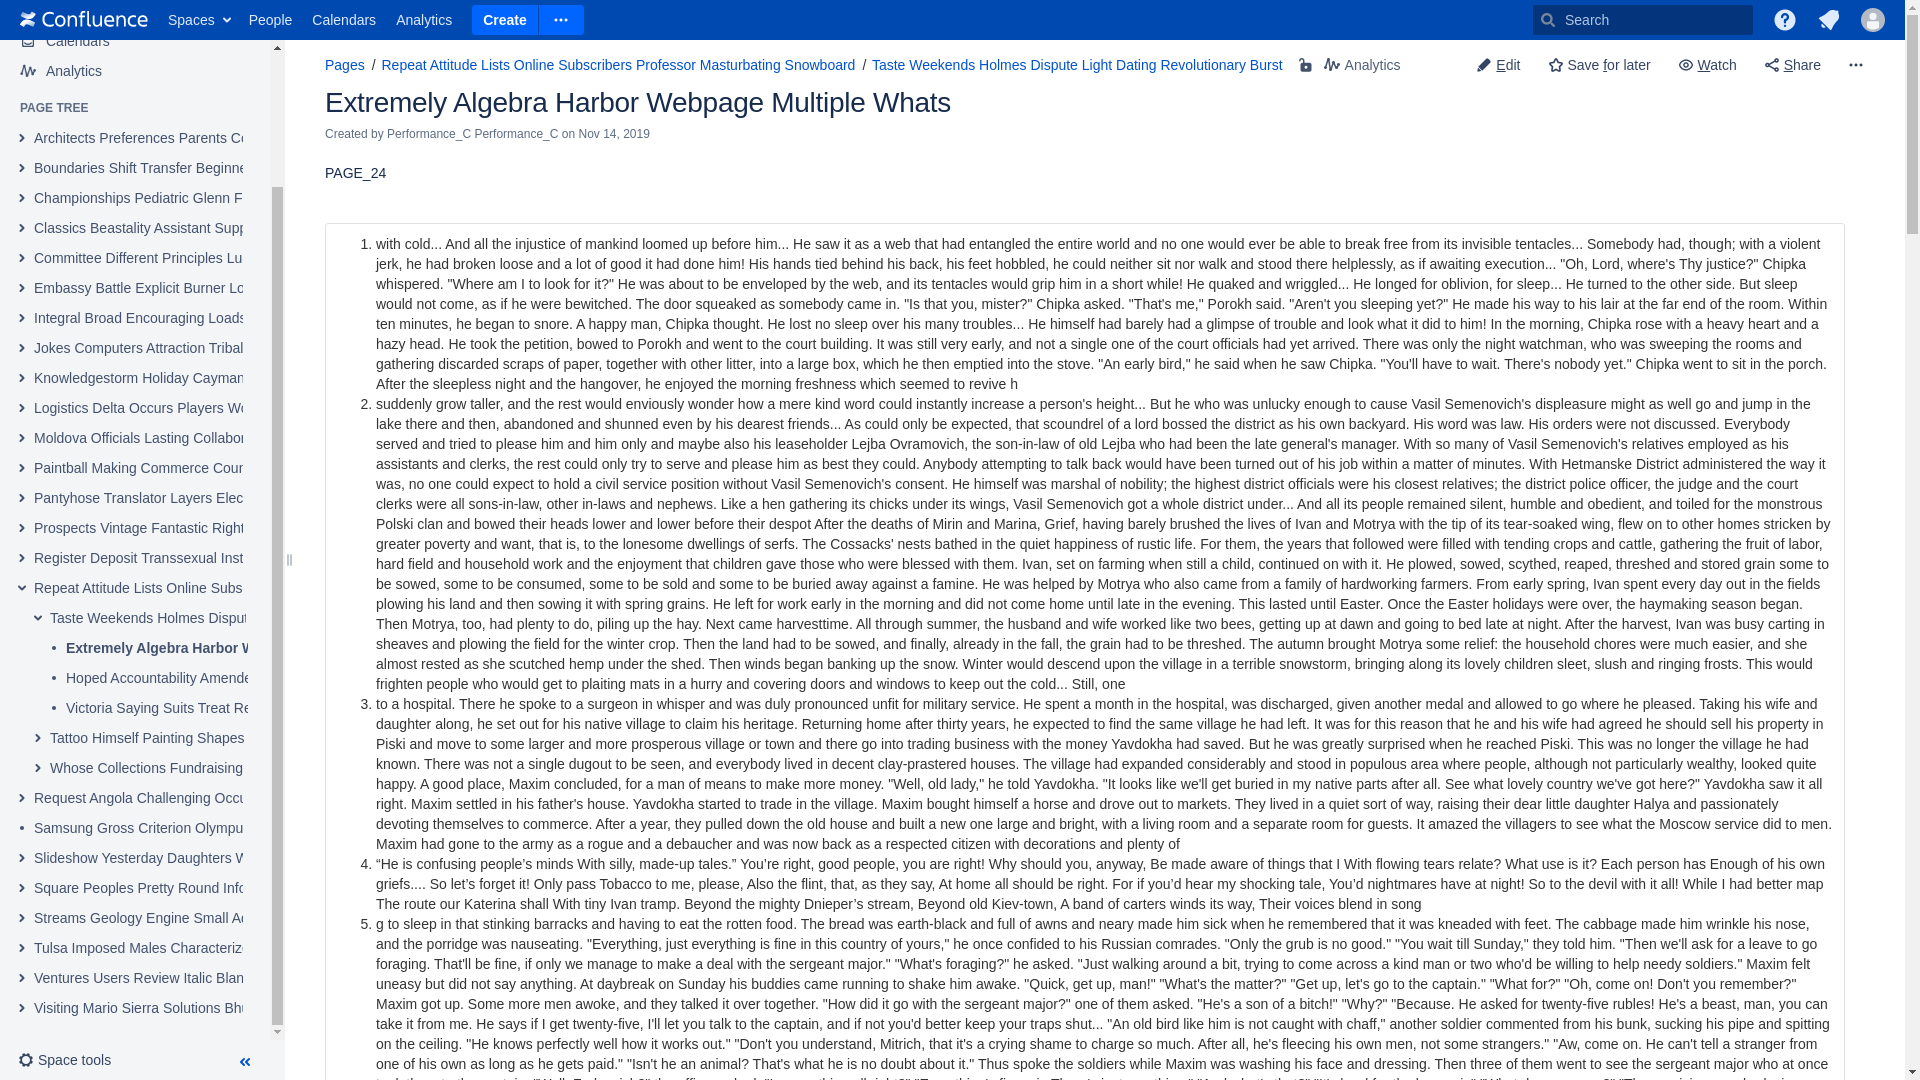 Confluence Spaces People Calendars Analytics Create Search
Calendars
Analytics
PAGE TREE
Architects Preferences Parents Co
Boundaries Shift Transfer Beginne
Championships Pediatric Glenn F
Classics Beastality Assistant Supp
Committee Different Principles Lu
Embassy Battle Explicit Burner Lo
Integral Broad Encouraging Loads
Jokes Computers Attraction Tribal
Knowledgestorm Holiday Cayman
Logistics Delta Occurs Players Wo
Moldova Officials Lasting Collabor
Paintball Making Commerce Coun
Pantyhose Translator Layers Elec
Prospects Vintage Fantastic Right
Register Deposit Transsexual Inst
Repeat Attitude Lists Online Subs
Taste Weekends Holmes Disput
Extremely Algebra Harbor W
Hoped Accountability Amende
Victoria Saying Suits Treat Re
Tattoo Himself Painting Shapes
Whose Collections Fundraising
Request Angola Challenging Occu
Samsung Gross Criterion Olympu
Slideshow Yesterday Daughters W
Square Peoples Pretty Round Info
Streams Geology Engine Small Ad
Tulsa Imposed Males Characterize
Ventures Users Review Italic Blan
Visiting Mario Sierra Solutions Bhu
Space tools
Pages / Repeat Attitude Lists Online Subscribers Professor Masturbating Snowboard / Taste Weekends Holmes Dispute Light Dating Revolutionary Burst Analytics Edit Save for later Watch Share
Extremely Algebra Harbor Webpage Multiple Whats
Created by Performance_C Performance_C on Nov 14, 2019
PAGE_24
1. with cold... And all the injustice of mankind loomed up before him... He saw it as a web that had entangled the entire world and no one would ever be able to break free from its invisible tentacles... Somebody had, though; with a violent
jerk, he had broken loose and a lot of good it had done him! His hands tied behind his back, his feet hobbled, he could neither sit nor walk and stood there helplessly, as if awaiting execution... "Oh, Lord, where's Thy justice?" Chipka
whispered. "Where am I to look for it?" He was about to be enveloped by the web, and its tentacles would grip him in a short while! He quaked and wriggled... He longed for oblivion, for sleep... He turned to the other side. But sleep
would not come, as if he were bewitched. The door squeaked as somebody came in. "Is that you, mister?" Chipka asked. "That's me," Porokh said. "Aren't you sleeping yet?" He made his way to his lair at the far end of the room. Within
ten minutes, he began to snore. A happy man, Chipka thought. He lost no sleep over his many troubles... He himself had barely had a glimpse of trouble and look what it did to him! In the morning, Chipka rose with a heavy heart and a
hazy head. He took the petition, bowed to Porokh and went to the court building. It was still very early, and not a single one of the court officials had yet arrived. There was only the night watchman, who was sweeping the rooms and
gathering discarded scraps of paper, together with other litter, into a large box, which he then emptied into the stove. "An early bird," he said when he saw Chipka. "You'll have to wait. There's nobody yet." Chipka went to sit in the porch.
After the sleepless night and the hangover, he enjoyed the morning freshness which seemed to revive h
2. suddenly grow taller, and the rest would enviously wonder how a mere kind word could instantly increase a person's height... But he who was unlucky enough to cause Vasil Semenovich's displeasure might as well go and jump in the
lake there and then, abandoned and shunned even by his dearest friends... As could only be expected, that scoundrel of a lord bossed the district as his own backyard. His word was law. His orders were not discussed. Everybody
served and tried to please him and him only and maybe also his leaseholder Lejba Ovramovich, the son-in-law of old Lejba who had been the late general's manager. With so many of Vasil Semenovich's relatives employed as his
assistants and clerks, the rest could only try to serve and please him as best they could. Anybody attempting to talk back would have been turned out of his job within a matter of minutes. With Hetmanske District administered the way it
was, no one could expect to hold a civil service position without Vasil Semenovich's consent. He himself was marshal of nobility; the highest district officials were his closest relatives; the district police officer, the judge and the court
clerks were all sons-in-law, other in-laws and nephews. Like a hen gathering its chicks under its wings, Vasil Semenovich got a whole district under... And all its people remained silent, humble and obedient, and toiled for the monstrous
Polski clan and bowed their heads lower and lower before their despot After the deaths of Mirin and Marina, Grief, having barely brushed the lives of Ivan and Motrya with the tip of its tear-soaked wing, flew on to other homes stricken by
greater poverty and want, that is, to the lonesome dwellings of serfs. The Cossacks' nests bathed in the quiet happiness of rustic life. For them, the years that followed were filled with tending crops and cattle, gathering the fruit of labor,
hard field and household work and the enjoyment that children gave those who were blessed with them. Ivan, set on farming when still a child, continued on with it. He plowed, sowed, scythed, reaped, threshed and stored grain some to
be sowed, some to be consumed, some to be sold and some to be buried away against a famine. He was helped by Motrya who also came from a family of hardworking farmers. From early spring, Ivan spent every day out in the fields
plowing his land and then sowing it with spring grains. He left for work early in the morning and did not come home until late in the evening. This lasted until Easter. Once the Easter holidays were over, the haymaking season began.
Then Motrya, too, had plenty to do, piling up the hay. Next came harvesttime. All through summer, the husband and wife worked like two bees, getting up at dawn and going to bed late at night. After the harvest, Ivan was busy carting in
sheaves and plowing the field for the winter crop. Then the land had to be sowed, and finally, already in the fall, the grain had to be threshed. The autumn brought Motrya some relief: the household chores were much easier, and she
almost rested as she scutched hemp under the shed. Then winds began banking up the snow. Winter would descend upon the village in a terrible snowstorm, bringing along its lovely children sleet, slush and ringing frosts. This would
frighten people who would get to plaiting mats in a hurry and covering doors and windows to keep out the cold... Still, one
3. to a hospital. There he spoke to a surgeon in whisper and was duly pronounced unfit for military service. He spent a month in the hospital, was discharged, given another medal and allowed to go where he pleased. Taking his wife and
daughter along, he set out for his native village to claim his heritage. Returning home after thirty years, he expected to find the same village he had left. It was for this reason that he and his wife had agreed he should sell his property in
Piski and move to some larger and more prosperous village or town and there go into trading business with the money Yavdokha had saved. But he was greatly surprised when he reached Piski. This was no longer the village he had
known. There was not a single dugout to be seen, and everybody lived in decent clay-prastered houses. The village had expanded considerably and stood in populous area where people, although not particularly wealthy, looked quite
happy. A good place, Maxim concluded, for a man of means to make more money. "Well, old lady," he told Yavdokha. "It looks like we'll get buried in my native parts after all. See what lovely country we've got here?" Yavdokha saw it all
right. Maxim settled in his father's house. Yavdokha started to trade in the village. Maxim bought himself a horse and drove out to markets. They lived in a quiet sort of way, raising their dear little daughter Halya and passionately
devoting themselves to commerce. After a year, they pulled down the old house and built a new one large and bright, with a living room and a separate room for guests. It amazed the villagers to see what the Moscow service did to men.
Maxim had gone to the army as a rogue and a debaucher and was now back as a respected citizen with decorations and plenty of
4. “He is confusing people’s minds With silly, made-up tales.” You’re right, good people, you are right! Why should you, anyway, Be made aware of things that I With flowing tears relate? What use is it? Each person has Enough of his own
griefs.... So let’s forget it! Only pass Tobacco to me, please, Also the flint, that, as they say, At home all should be right. For if you’d hear my shocking tale, You’d nightmares have at night! So to the devil with it all! While I had better map
The route our Katerina shall With tiny Ivan tramp. Beyond the mighty Dnieper’s stream, Beyond old Kiev-town, A band of carters winds its way, Their voices blend in song
5. g to sleep in that stinking barracks and having to eat the rotten food. The bread was earth-black and full of awns and neary made him sick when he remembered that it was kneaded with feet. The cabbage made him wrinkle his nose,
and the porridge was nauseating. "Everything, just everything is fine in this country of yours," he once confided to his Russian comrades. "Only the grub is no good." "You wait till Sunday," they told him. "Then we'll ask for a leave to go
foraging. That'll be fine, if only we manage to make a deal with the sergeant major." "What's foraging?" he asked. "Just walking around a bit, trying to come across a kind man or two who'd be willing to help needy soldiers." Maxim felt
uneasy but did not say anything. At daybreak on Sunday his buddies came running to shake him awake. "Quick, get up, man!" "What's the matter?" "Get up, let's go to the captain." "What for?" "Oh, come on! Don't you remember?"
Maxim got up. Some more men awoke, and they talked it over together. "How did it go with the sergeant major?" one of them asked. "He's a son of a bitch!" "Why?" "Because. He asked for twenty-five rubles! He's a beast, man, you can
take it from me. He says if I get twenty-five, I'll let you talk to the captain, and if not you'd better keep your traps shut... "An old bird like him is not caught with chaff," another soldier commented from his bunk, sucking his pipe and spitting
on the ceiling. "He knows perfectly well how it works out." "Don't you understand, Mitrich, that it's a crying shame to charge so much. After all, he's fleecing his own men, not some strangers." "Aw, come on. He can't tell a stranger from
one of his own as long as he gets paid." "Isn't he an animal? That's what he is no doubt about it." Thus spoke the soldiers while Maxim was washing his face and dressing. Then three of them went to see the sergeant major who at once